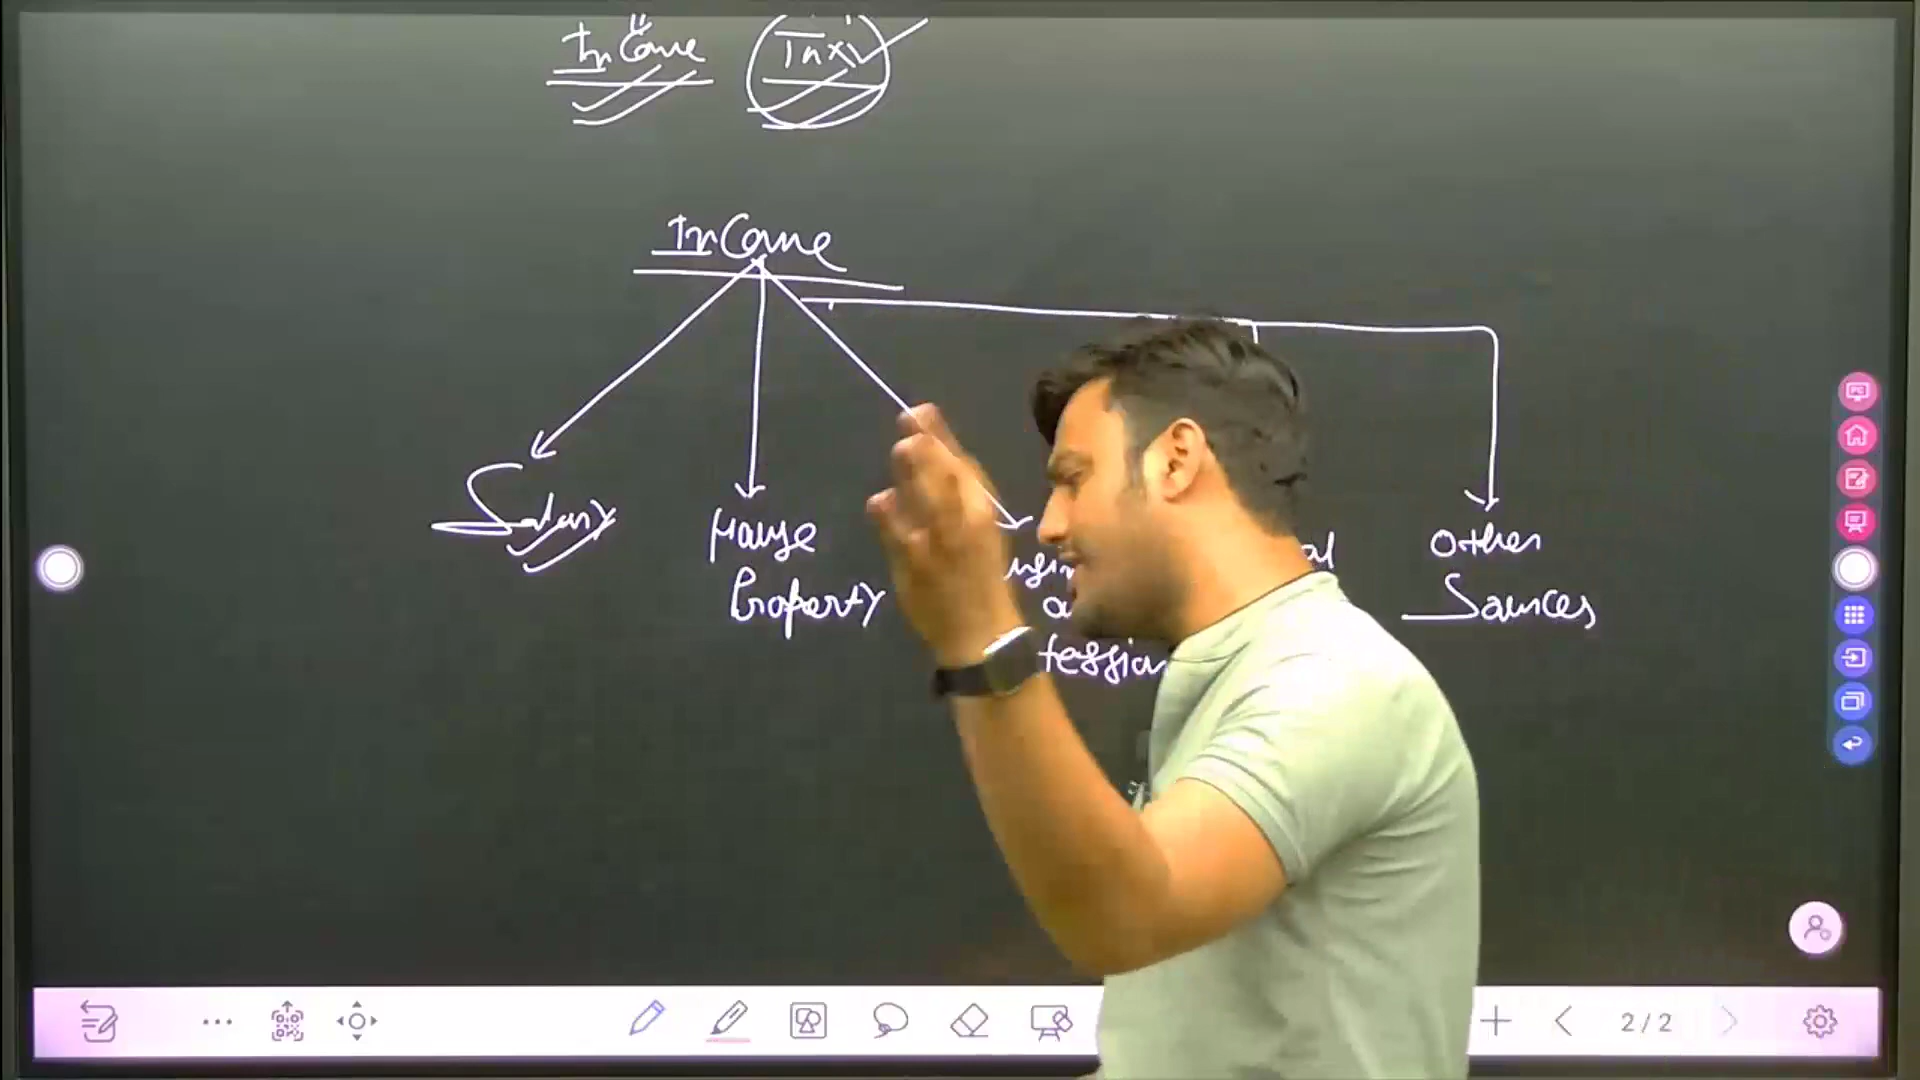 InCome Tax
InCome
Salary
House
Property
Other
Sources
2/2